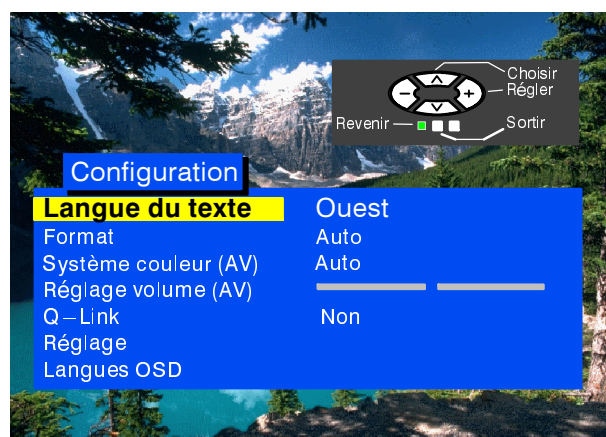 Choisir
Régler
Revenir
Sortir
Configuration
Langue du texte Ouest
Format Auto
Système couleur (AV) Auto
Réglage volume (AV)
Q–Link Non
Réglage
Langues OSD